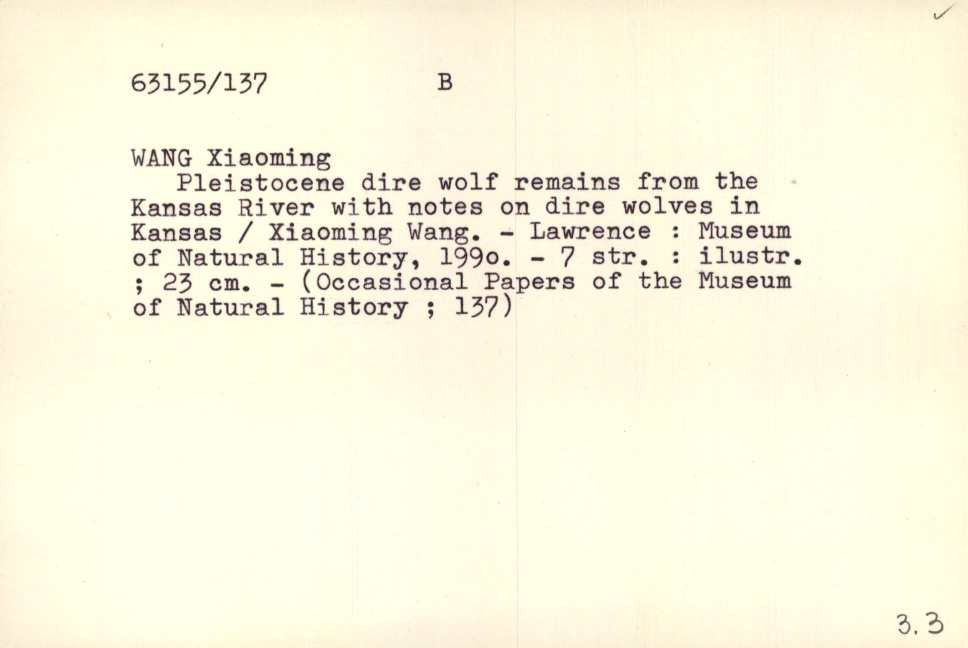 63155/137 B
WANG Xiaoming
Pleistocene dire wolf remains from the
Kansas River with notes on dire wolves in
Kansas / Xiaoming Wang. - Lawrence : Museum
of Natural History, 199o. - 7 str. : ilustr.
; 23 cm. - (Occasional Papers of the Museum
of Natural History ; 137)
3.3